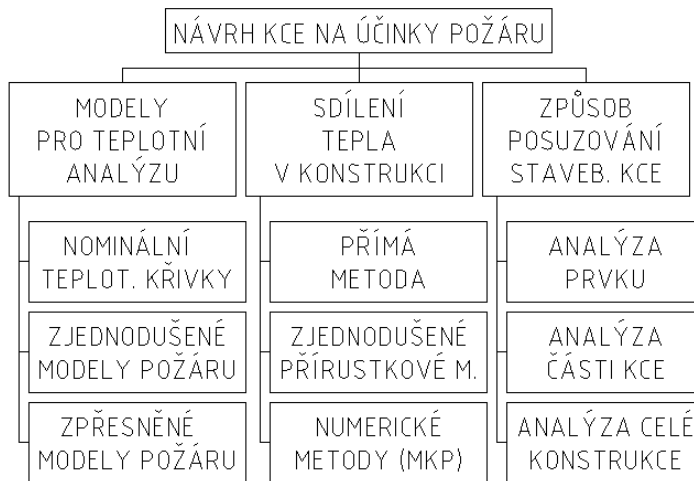 NÁVRH KCE NA ÚČINKY POŽÁRU
MODELY
PRO TEPLOTNÍ
ANALÝZU
SDÍLENÍ
TEPLA
V KONSTRUKCI
ZPŮSOB
POSUZOVÁNÍ
STAVEB. KCE
NOMINÁLNÍ
TEPLOT. KŘIVKY
PŘÍMÁ
METODA
ANALÝZA
PRVKU
ZJEDNODUŠENÉ
MODELY POŽÁRU
ZJEDNODUŠENÉ
PŘÍRUSTKOVÉ M.
ANALÝZA
ČÁSTI KCE
ZPŘESNĚNÉ
MODELY POŽÁRU
NUMERICKÉ
METODY (MKP)
ANALÝZA CELÉ
KONSTRUKCE